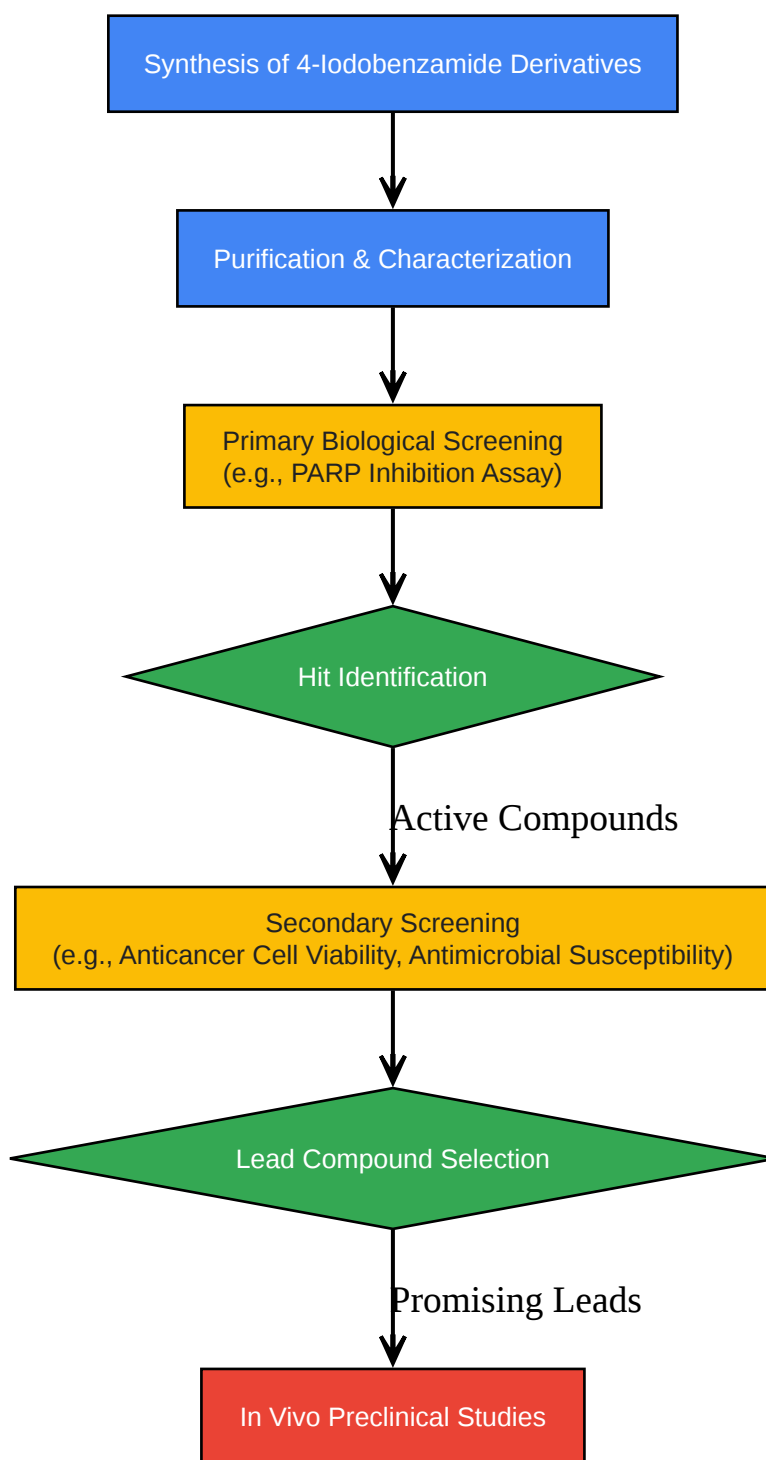 Synthesis of 4-Iodobenzamide Derivatives
Purification & Characterization
Primary Biological Screening
(e.g., PARP Inhibition Assay)
Hit Identification
Active Compounds
Secondary Screening
(e.g., Anticancer Cell Viability, Antimicrobial Susceptibility)
Lead Compound Selection
Promising Leads
In Vivo Preclinical Studies